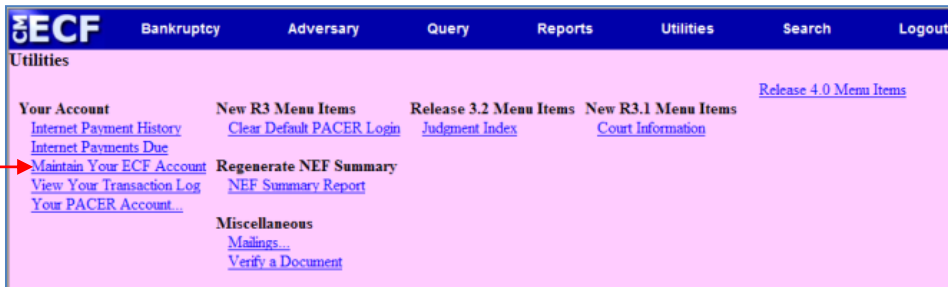 CM ECF Bankruptcy Adversary Query Reports Utilities Search Logout
Utilities
Release 4.0 Menu Items
Your Account New R3 Menu Items Release 3.2 Menu Items New R3.1 Menu Items
Internet Payment History Clear Default PACER Login Judgment Index Court Information
Internet Payments Due
Maintain Your ECF Account Regenerate NEF Summary
View Your Transaction Log NEF Summary Report
Your PACER Account...
Miscellaneous
Mailings...
Verify a Document